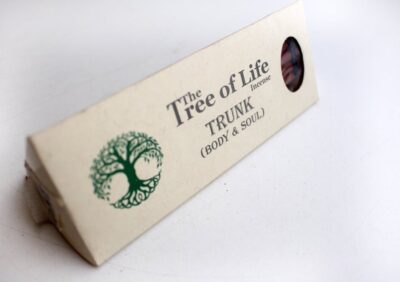 The
Tree of Life
Incense
TRUNK
(BODY & SOUL)